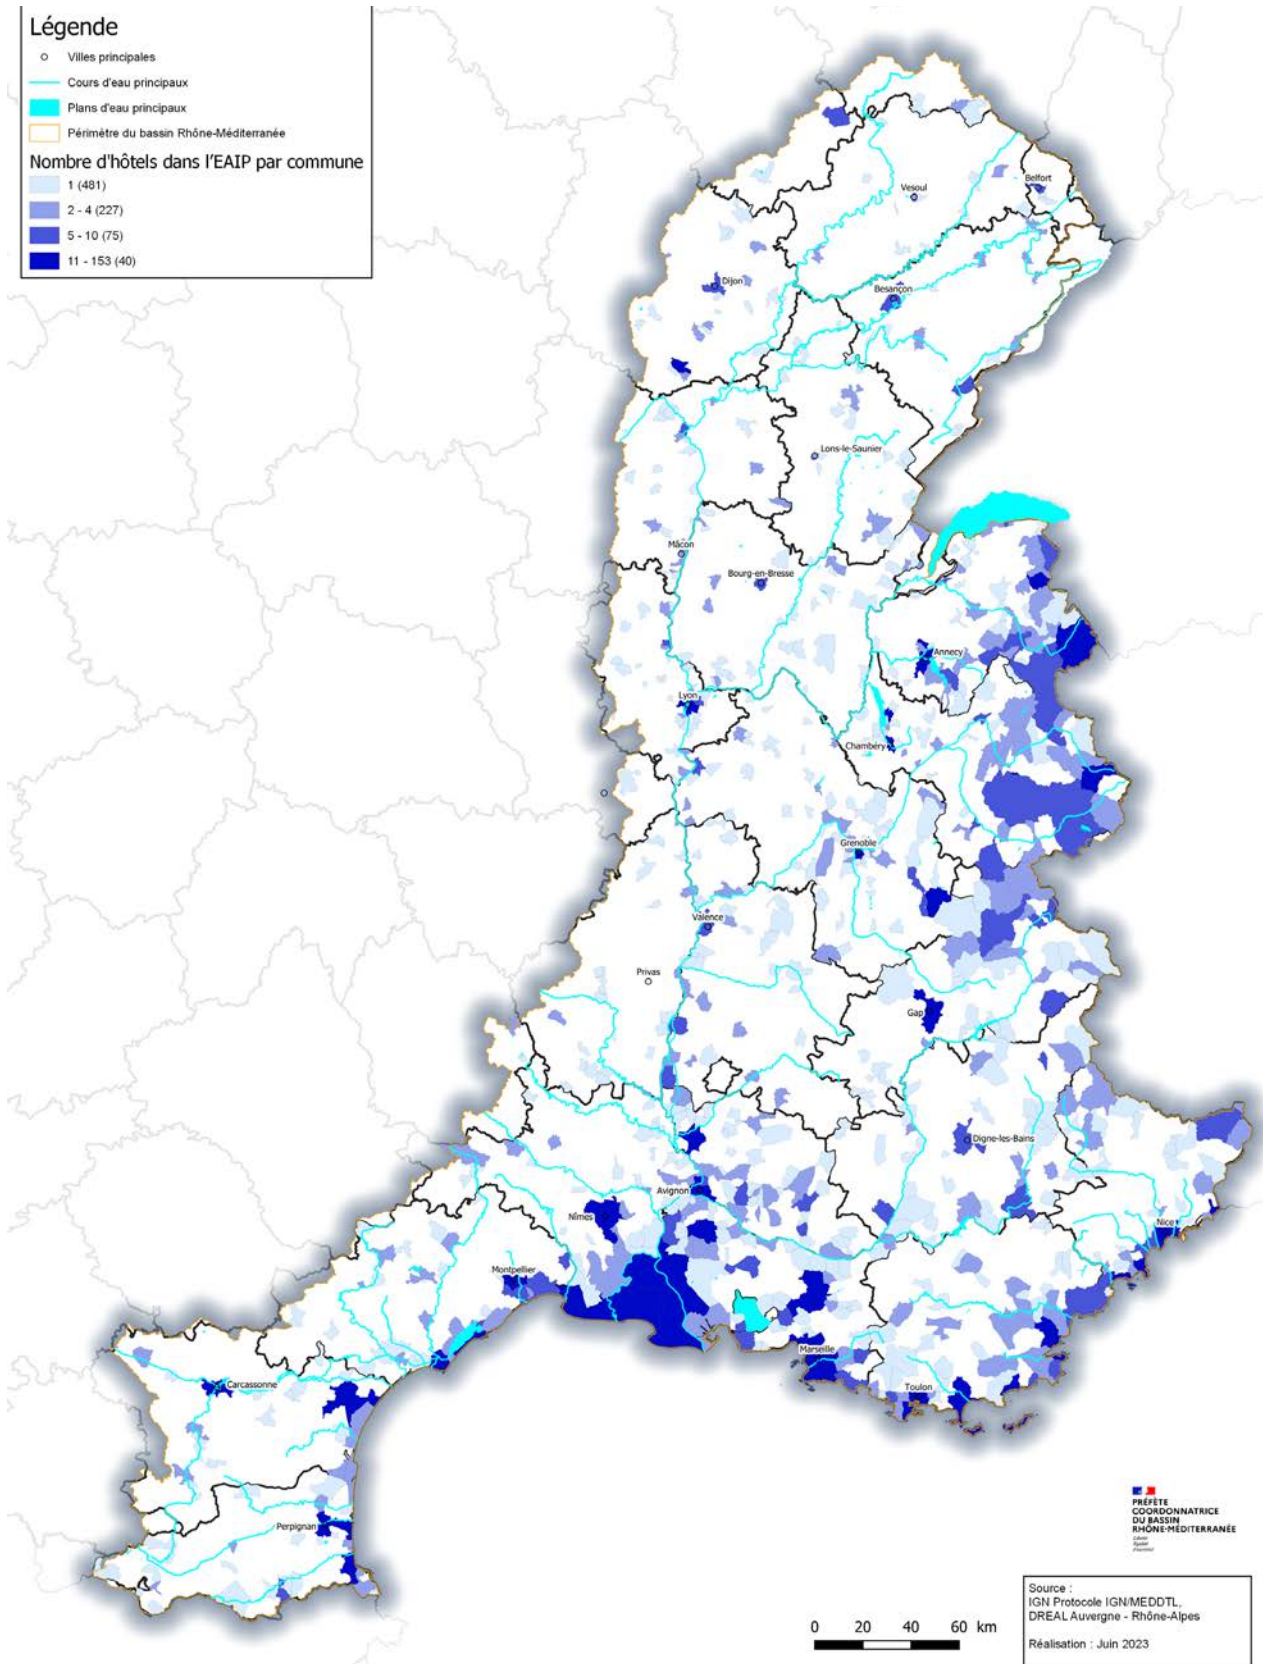 Légende
Villes principales
Cours d'eau principaux
Plans d'eau principaux
Périmètre du bassin Rhône-Méditerranée
Nombre d'hôtels dans l'EAIP par commune
1 (481)
2 - 4 (227)
5 - 10 (75)
11 - 153 (40)
Belfort
Vesoul
Dijon
Besançon
Lons-le-Saunier
Mâcon
Bourg-en-Bresse
Annecy
Lyon
Chambéry
Grenoble
Valence
Privas
Gap
Digne-les-Bains
Avignon
Nîmes
Nice
Montpellier
Marseille
Carcassonne
Toulon
Perpignan
PRÉFÈTE
COORDONNATRICE
DU BASSIN
RHÔNE-MÉDITERRANÉE
Liberté
Égalité
Fraternité
Source :
IGN Protocole IGN/MEDDTL,
DREAL Auvergne - Rhône-Alpes
Réalisation : Juin 2023
0 20 40 60 km